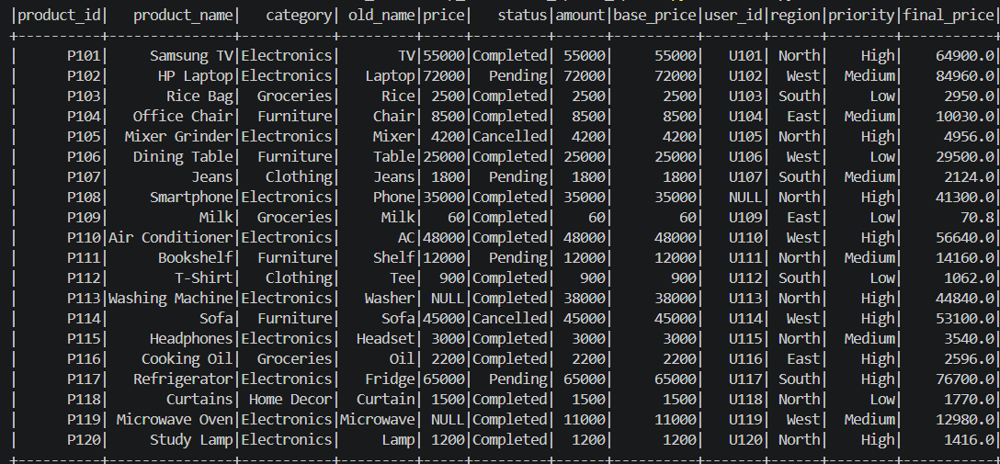 |product_id|   product_name|   category| old_name|price|   status|amount|base_price|user_id|region|priority|final_price|
+----------+---------------+-----------+---------+-----+---------+------+----------+-------+------+--------+-----------+
|      P101|     Samsung TV|Electronics|       TV|55000|Completed| 55000|     55000|   U101| North|    High|    64900.0|
|      P102|      HP Laptop|Electronics|   Laptop|72000|  Pending| 72000|     72000|   U102|  West|  Medium|    84960.0|
|      P103|       Rice Bag|  Groceries|     Rice| 2500|Completed|  2500|      2500|   U103| South|     Low|     2950.0|
|      P104|   Office Chair|  Furniture|    Chair| 8500|Completed|  8500|      8500|   U104|  East|  Medium|    10030.0|
|      P105|  Mixer Grinder|Electronics|    Mixer| 4200|Cancelled|  4200|      4200|   U105| North|    High|     4956.0|
|      P106|   Dining Table|  Furniture|    Table|25000|Completed| 25000|     25000|   U106|  West|     Low|    29500.0|
|      P107|          Jeans|   Clothing|    Jeans| 1800|  Pending|  1800|      1800|   U107| South|  Medium|     2124.0|
|      P108|     Smartphone|Electronics|    Phone|35000|Completed| 35000|     35000|   NULL| North|    High|    41300.0|
|      P109|           Milk|  Groceries|     Milk|   60|Completed|    60|        60|   U109|  East|     Low|       70.8|
|      P110|Air Conditioner|Electronics|       AC|48000|Completed| 48000|     48000|   U110|  West|    High|    56640.0|
|      P111|      Bookshelf|  Furniture|    Shelf|12000|  Pending| 12000|     12000|   U111| North|  Medium|    14160.0|
|      P112|        T-Shirt|   Clothing|      Tee|  900|Completed|   900|       900|   U112| South|     Low|     1062.0|
|      P113|Washing Machine|Electronics|   Washer| NULL|Completed| 38000|     38000|   U113| North|    High|    44840.0|
|      P114|           Sofa|  Furniture|     Sofa|45000|Cancelled| 45000|     45000|   U114|  West|    High|    53100.0|
|      P115|     Headphones|Electronics|  Headset| 3000|Completed|  3000|      3000|   U115| North|  Medium|     3540.0|
|      P116|    Cooking Oil|  Groceries|      Oil| 2200|Completed|  2200|      2200|   U116|  East|    High|     2596.0|
|      P117|   Refrigerator|Electronics|   Fridge|65000|  Pending| 65000|     65000|   U117| South|    High|    76700.0|
|      P118|       Curtains| Home Decor|  Curtain| 1500|Completed|  1500|      1500|   U118| North|     Low|     1770.0|
|      P119| Microwave Oven|Electronics|Microwave| NULL|Completed| 11000|     11000|   U119|  West|  Medium|    12980.0|
|      P120|     Study Lamp|Electronics|     Lamp| 1200|Completed|  1200|      1200|   U120| North|    High|     1416.0|
+----------+---------------+-----------+---------+-----+---------+------+----------+-------+------+--------+-----------+